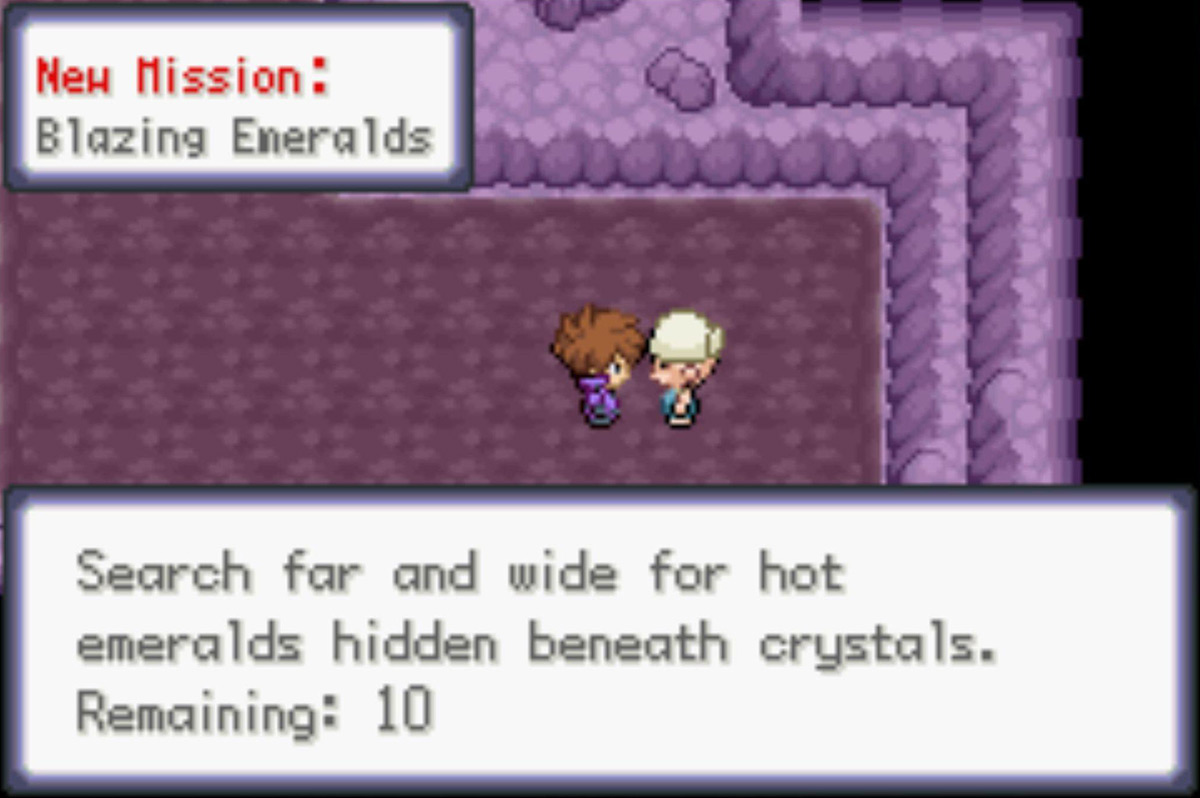 New Mission:
Blazing Emeralds
Search far and wide for hot
emeralds hidden beneath crystals.
Remaining: 10